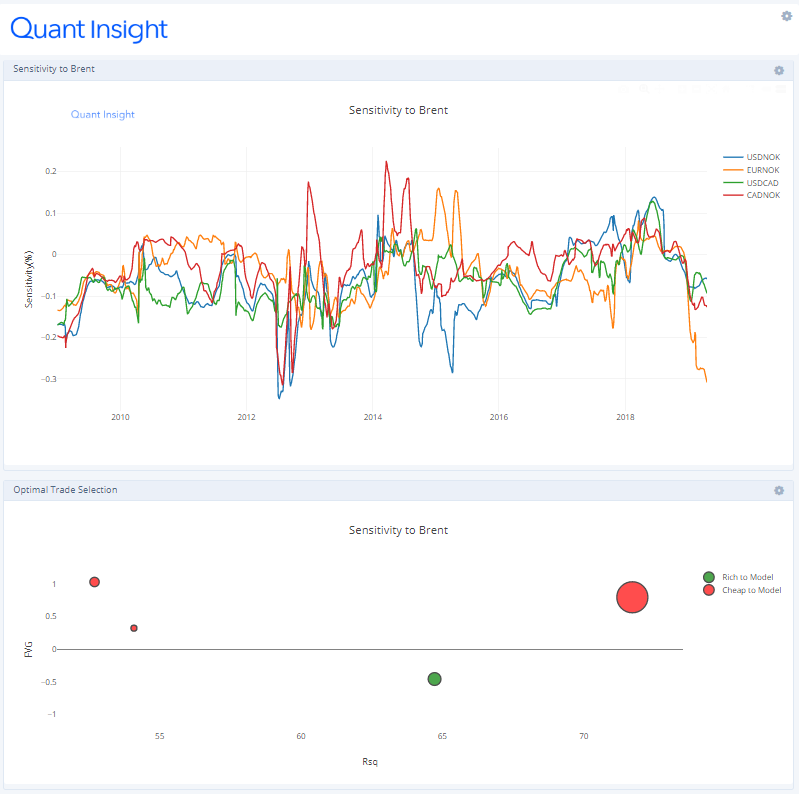 Quant Insight
Sensitivity to Brent
Sensitivity to Brent
Quant Insight
USDNOK
EURNOK
USDCAD
CADNOK
Sensitivity(%)
0.2
0.1
0
−0.1
−0.2
−0.3
2010 2012 2014 2016 2018
Optimal Trade Selection
Sensitivity to Brent
Rich to Model
Cheap to Model
FVG
1
0.5
0
−0.5
−1
55 60 65 70
Rsq